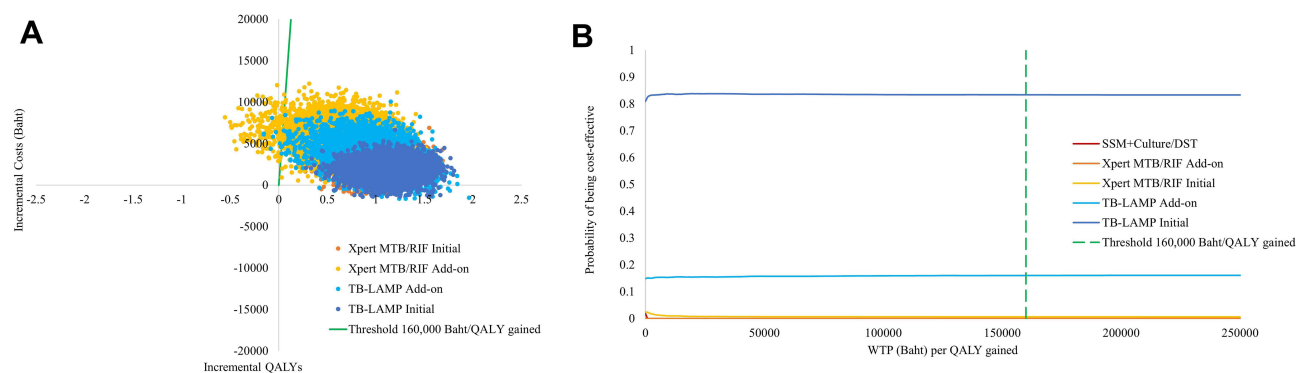 A
Incremental Costs (Baht)
20000
15000
10000
5000
0
-5000
-10000
-15000
-20000
-2.5 -2 -1.5 -1 -0.5 0 0.5 1 1.5 2 2.5
Xpert MTB/RIF Initial
Xpert MTB/RIF Add-on
TB-LAMP Add-on
TB-LAMP Initial
Threshold 160,000 Baht/QALY gained
Incremental QALYs
B
Probability of being cost-effective
1
0.9
0.8
0.7
0.6
0.5
0.4
0.3
0.2
0.1
0
0 50000 100000 150000 200000 250000
WTP (Baht) per QALY gained
SSM+Culture/DST
Xpert MTB/RIF Add-on
Xpert MTB/RIF Initial
TB-LAMP Add-on
TB-LAMP Initial
Threshold 160,000 Baht/QALY gained